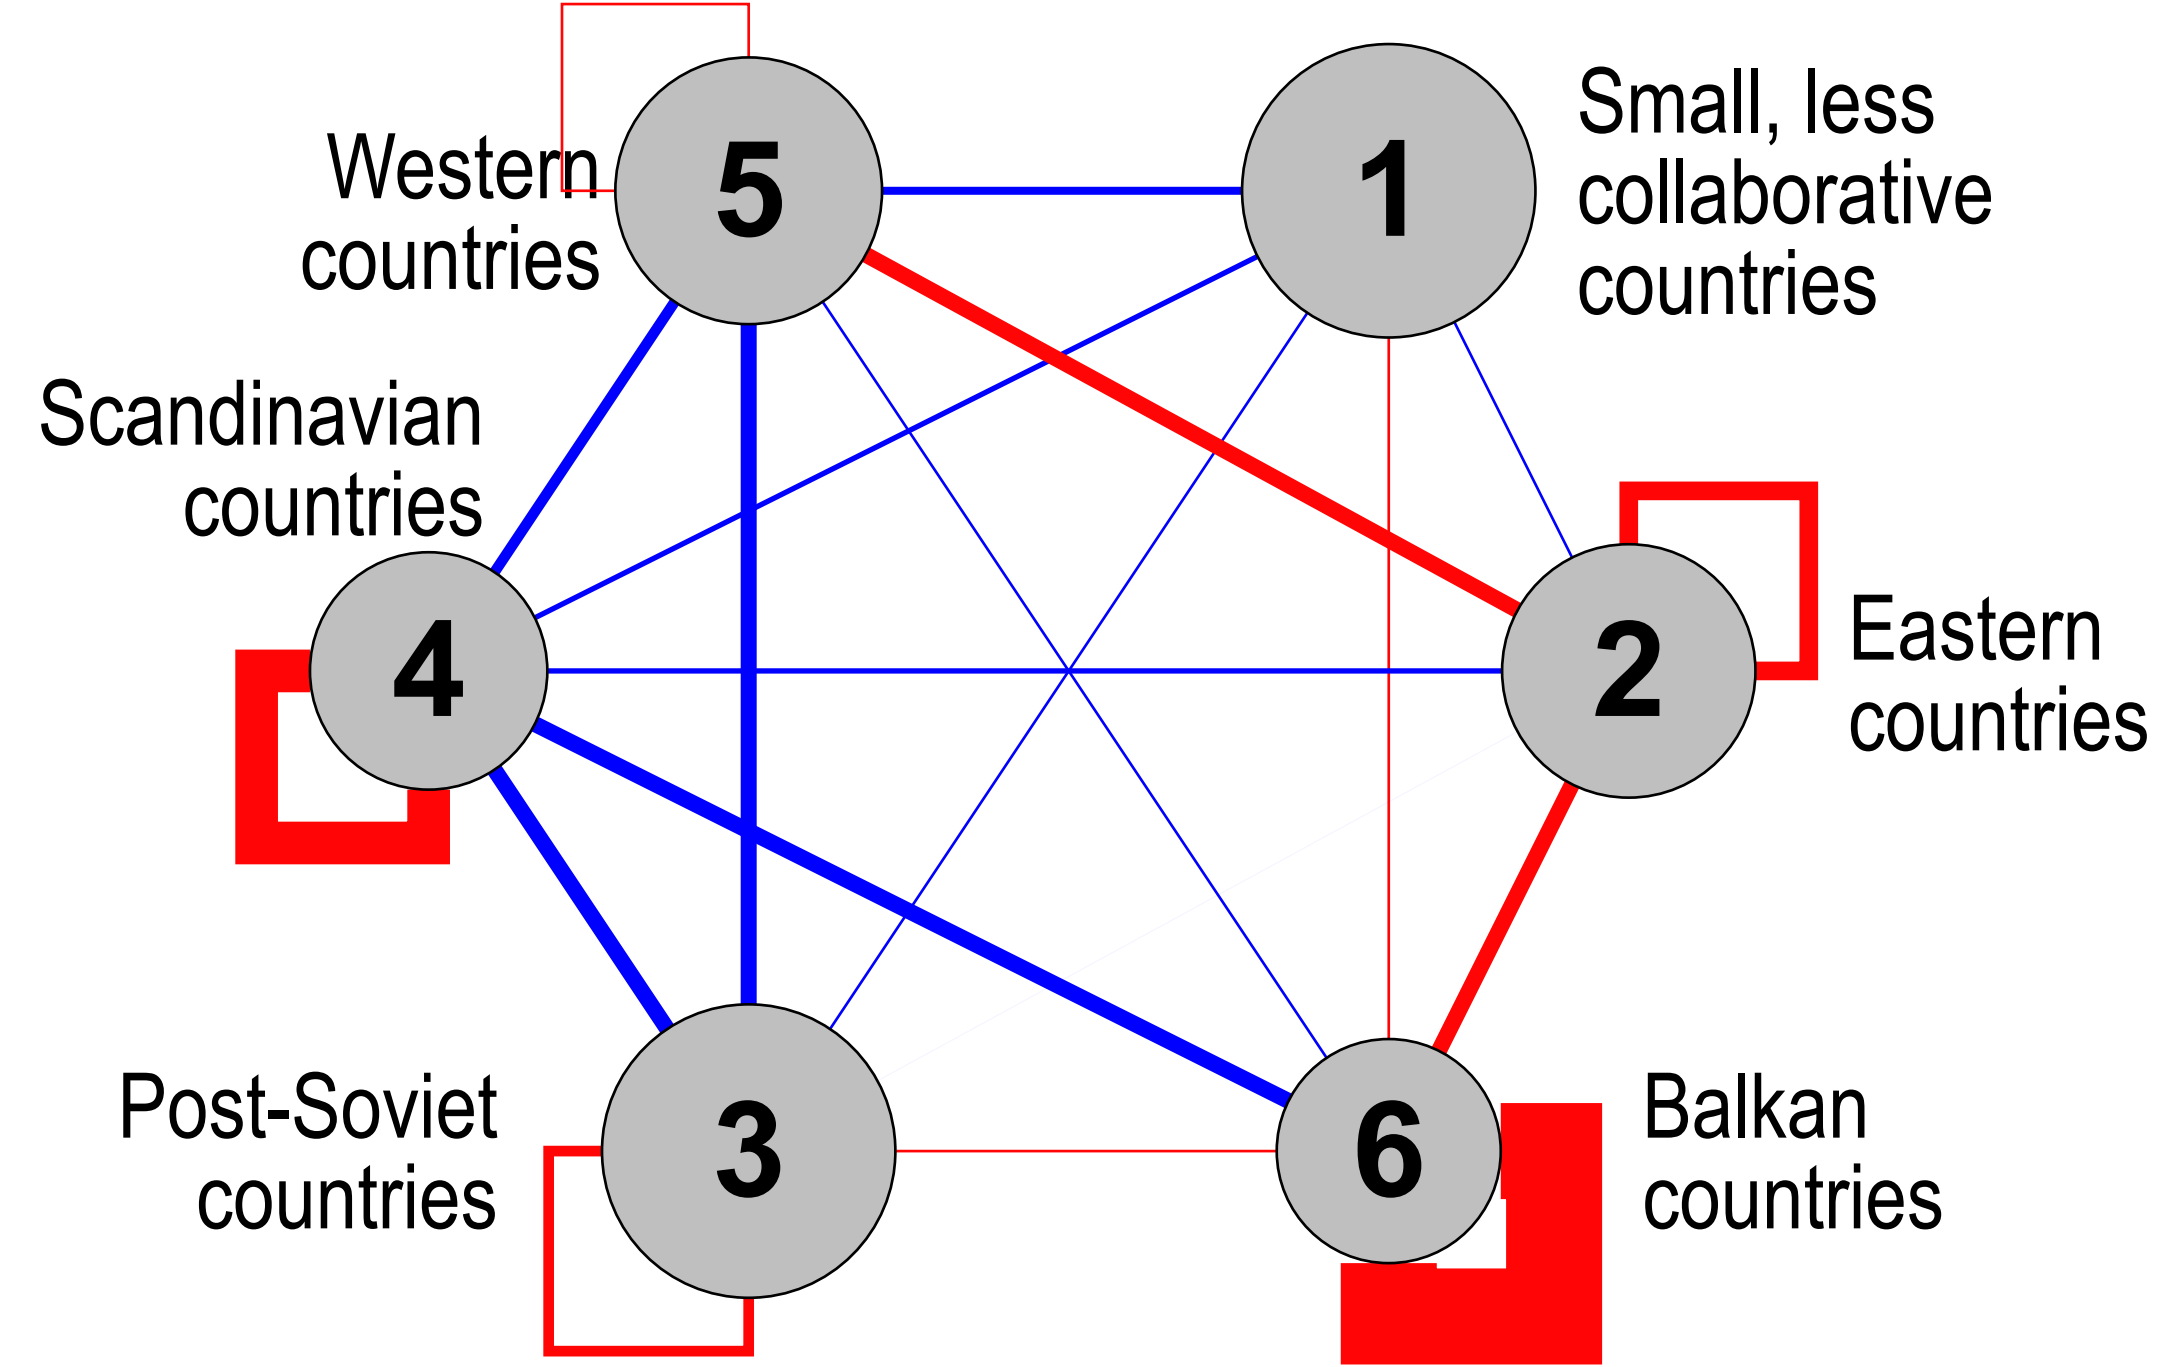 Western
countries
5
1
Small, less
collaborative
countries
Scandinavian
countries
4
2
Eastern
countries
Post-Soviet
countries
3
6
Balkan
countries